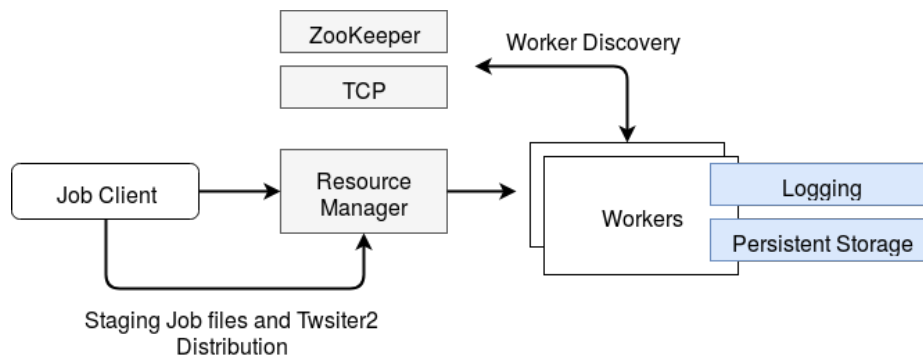 ZooKeeper
Worker Discovery
TCP
Job Client
Resource
Manager
Workers
Logging
Persistent Storage
Staging Job files and Twsiter2
Distribution